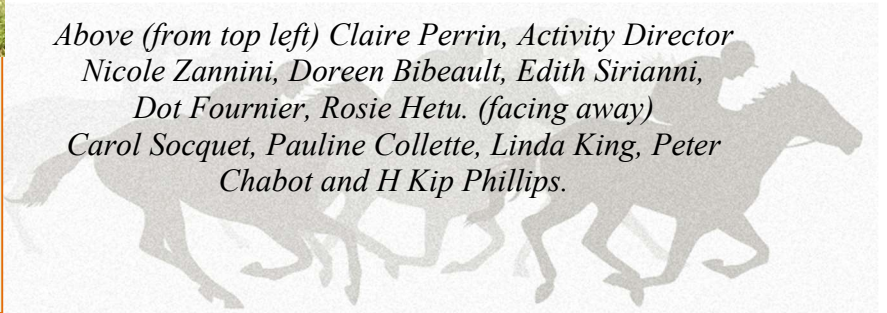 Above (from top left) Claire Perrin, Activity Director
Nicole Zannini, Doreen Bibeault, Edith Sirianni,
Dot Fournier, Rosie Hetu. (facing away)
Carol Socquet, Pauline Collette, Linda King, Peter
Chabot and H Kip Phillips.